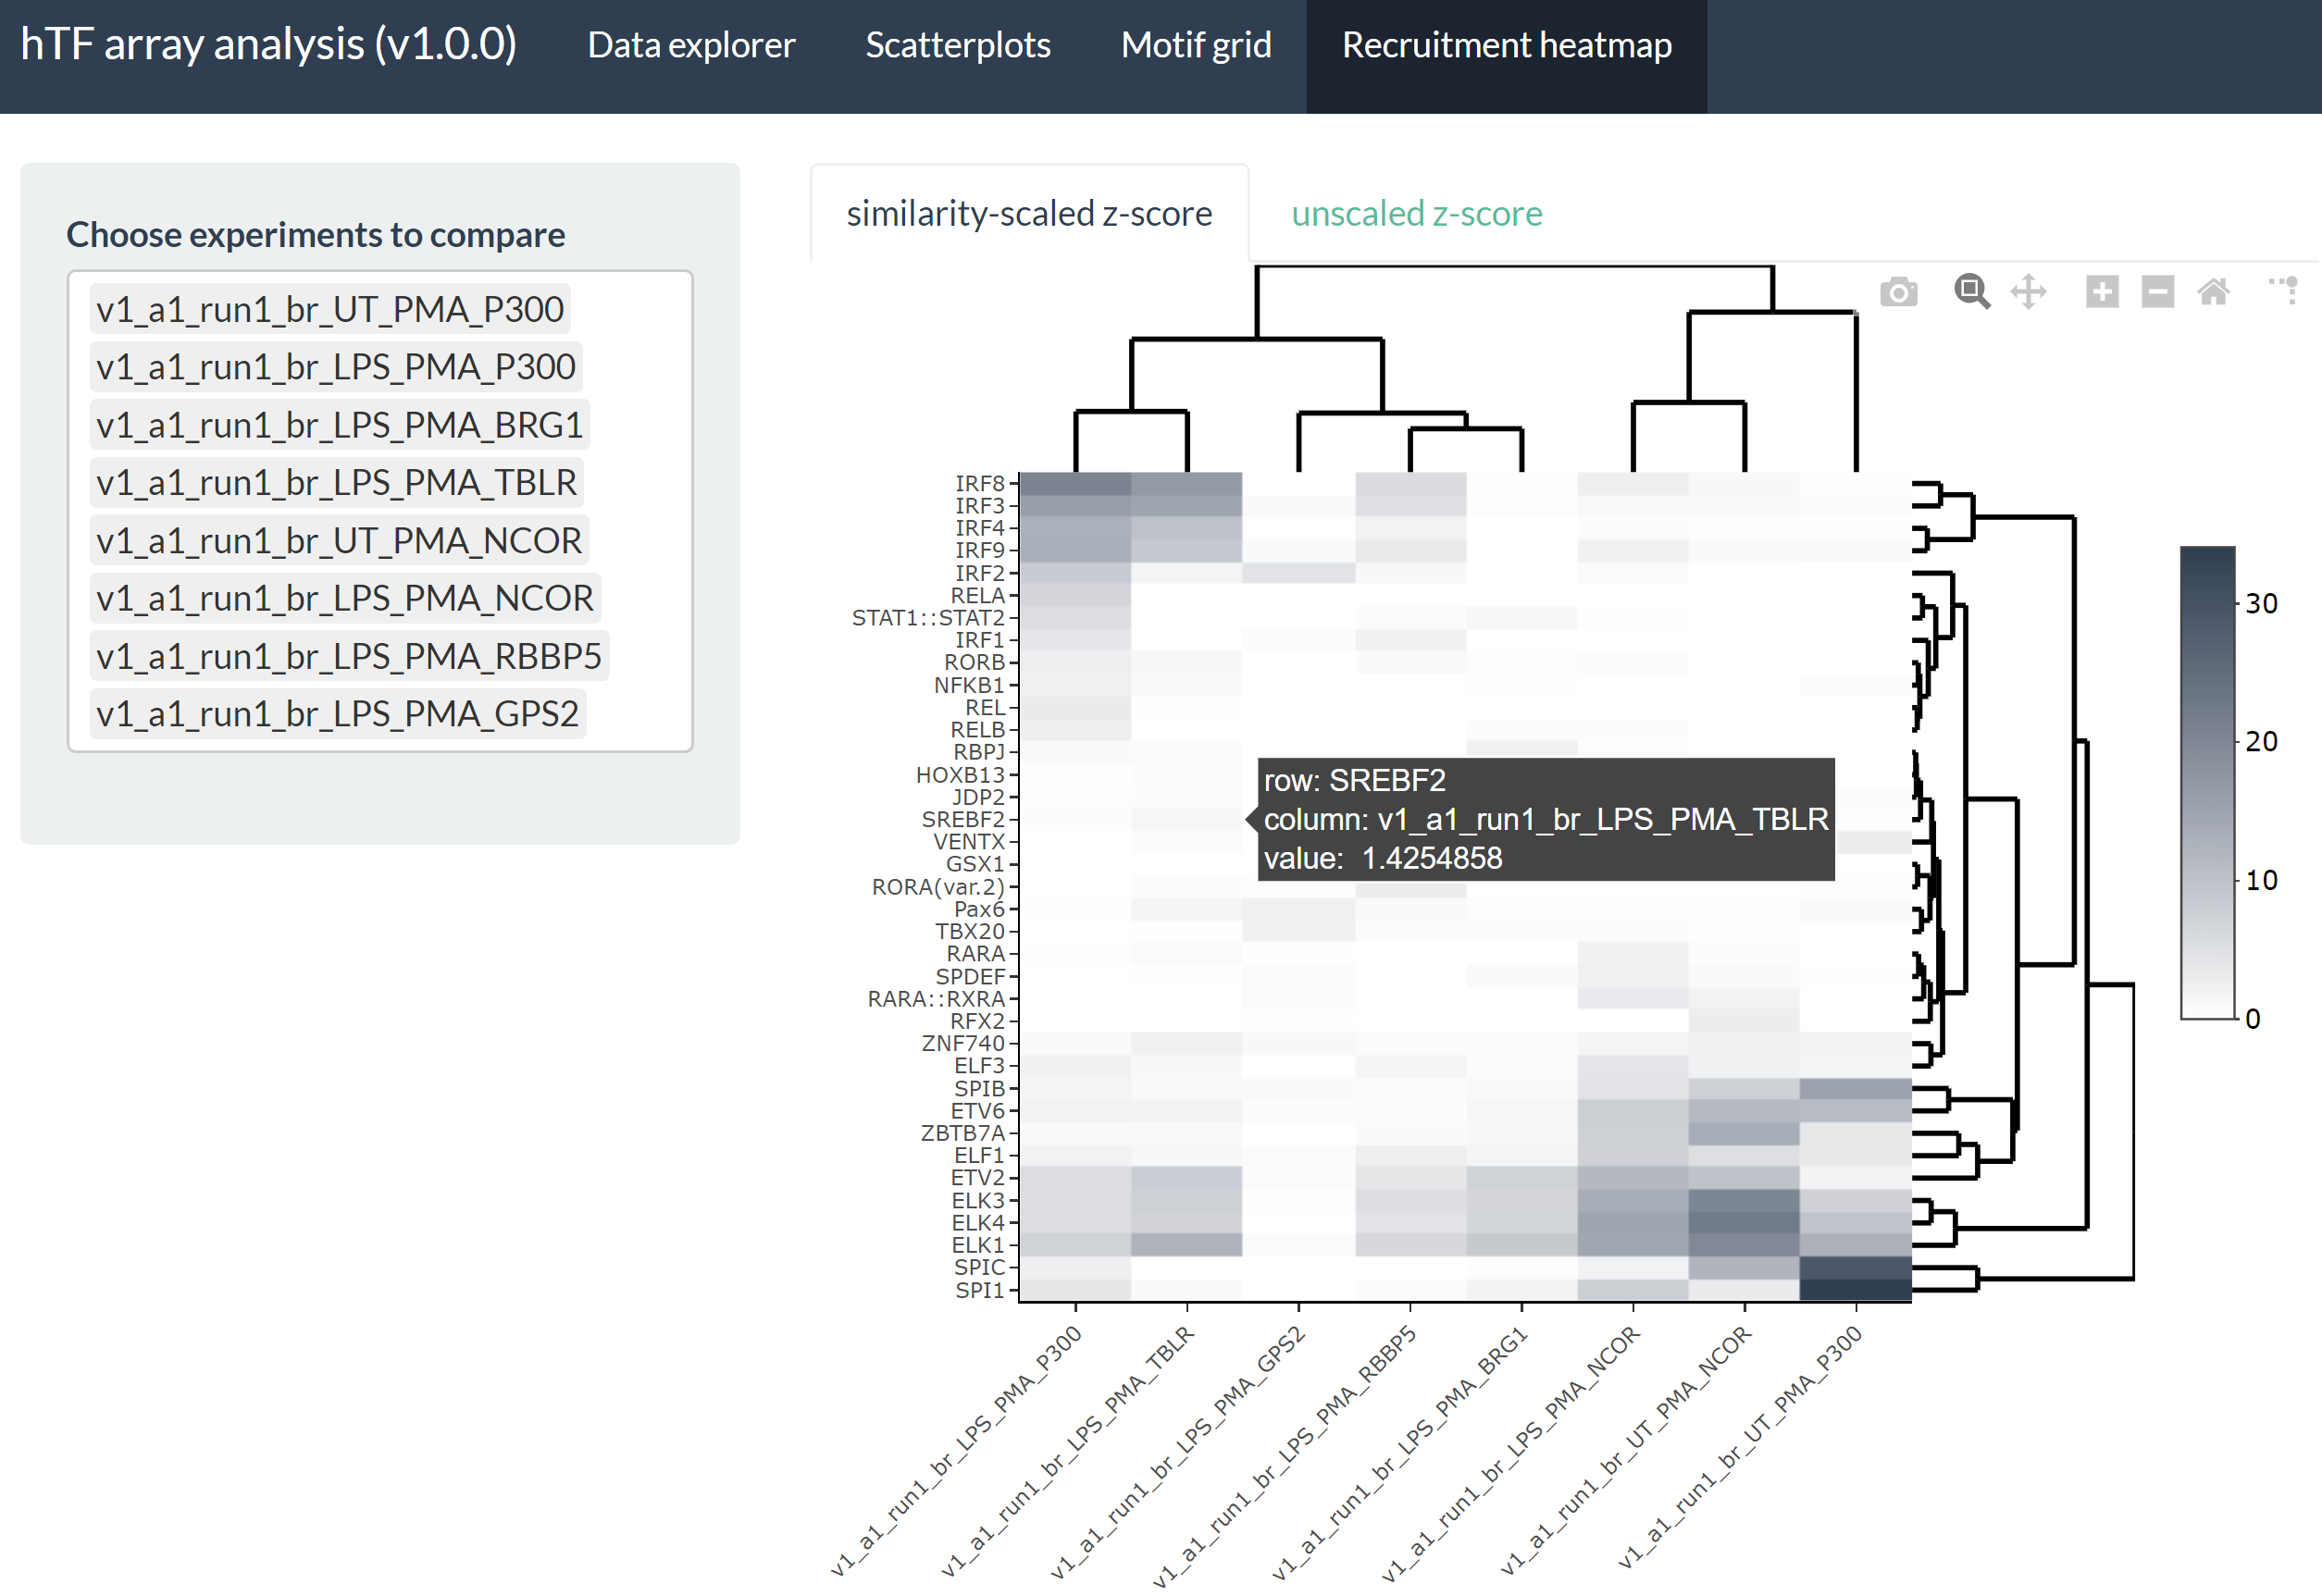 hTF array analysis (v1.0.0) Data explorer Scatterplots Motif grid Recruitment heatmap
Choose experiments to compare
v1_a1_run1_br_UT_PMA_P300
v1_a1_run1_br_LPS_PMA_P300
v1_a1_run1_br_LPS_PMA_BRG1
v1_a1_run1_br_LPS_PMA_TBLR
v1_a1_run1_br_UT_PMA_NCOR
v1_a1_run1_br_LPS_PMA_NCOR
v1_a1_run1_br_LPS_PMA_RBBP5
v1_a1_run1_br_LPS_PMA_GPS2
similarity-scaled z-score unscaled z-score
IRF8
IRF3
IRF4
IRF9
IRF2
RELA
STAT1::STAT2
IRF1
RORB
NFKB1
REL
RELB
RBPJ
HOXB13
JDP2
SREBF2
VENTX
GSX1
RORA(var.2)
Pax6
TBX20
RARA
SPDEF
RARA::RXRA
RFX2
ZNF740
ELF3
SPIB
ETV6
ZBTB7A
ELF1
ETV2
ELK3
ELK4
ELK1
SPIC
SPI1
row: SREBF2
column: v1_a1_run1_br_LPS_PMA_TBLR
value: 1.4254858
30
20
10
0
v1_a1_run1_br_LPS_PMA_P300
v1_a1_run1_br_LPS_PMA_TBLR
v1_a1_run1_br_LPS_PMA_GPS2
v1_a1_run1_br_LPS_PMA_RBBP5
v1_a1_run1_br_LPS_PMA_BRG1
v1_a1_run1_br_LPS_PMA_NCOR
v1_a1_run1_br_UT_PMA_NCOR
v1_a1_run1_br_UT_PMA_P300